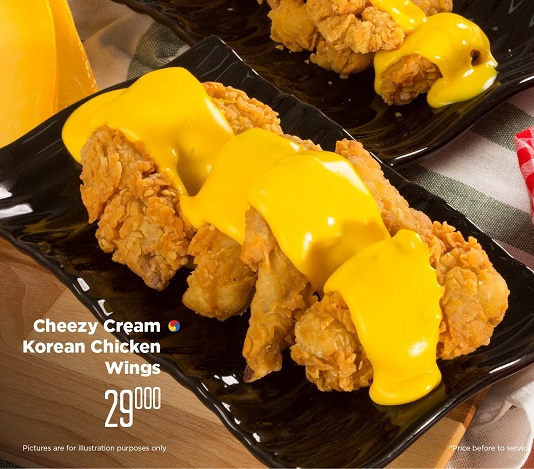 Cheezy Cream
Korean Chicken
Wings
29000
Pictures are for illustration purposes only
*Price before to service